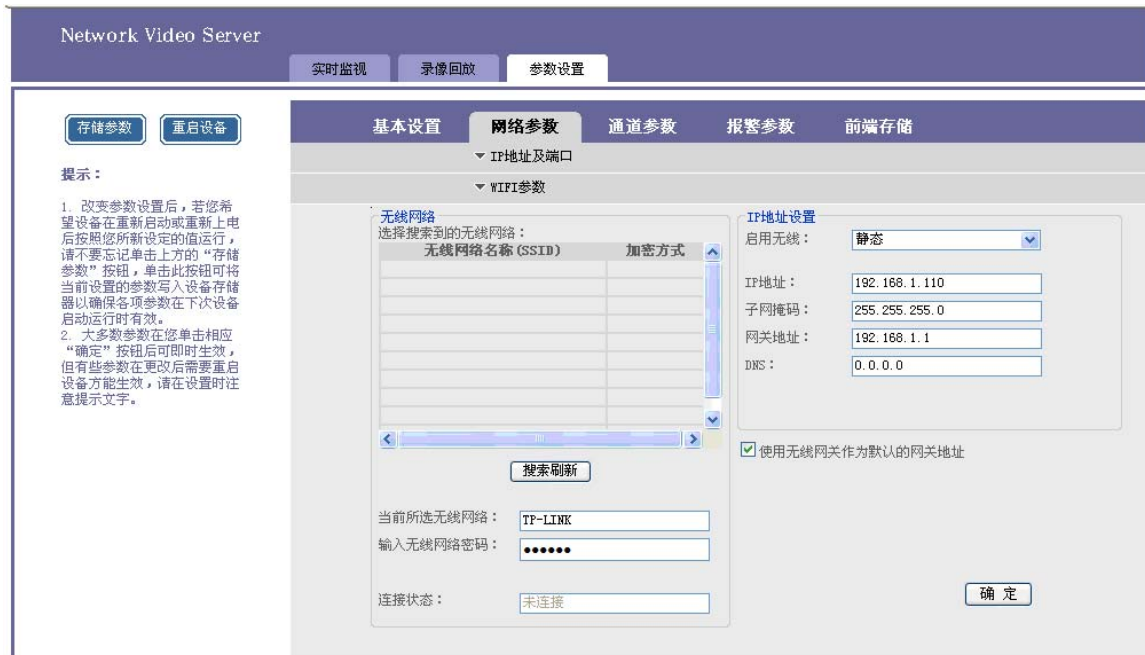 Network Video Server
实时监视 录像回放 参数设置
存储参数 重启设备
提示：
1. 改变参数设置后，若您希
望设备在重新启动或重新上电
后按照您所新设定的值运行，
请不要忘记单击上方的“存储
参数”按钮，单击此按钮可将
当前设置的参数写入设备存储
器以确保各项参数在下次设备
启动运行时有效。
2. 大多数参数在您单击相应
“确定”按钮后可即时生效，
但有些参数在更改后需要重启
设备方能生效，请在设置时注
意提示文字。
基本设置 网络参数 通道参数 报警参数 前端存储
IP地址及端口
WIFI参数
无线网络
选择搜索到的无线网络：
无线网络名称(SSID) 加密方式
搜索刷新
当前所选无线网络： TP-LINK
输入无线网络密码： ●●●●●●
连接状态： 未连接
IP地址设置
启用无线： 静态
IP地址： 192.168.1.110
子网掩码： 255.255.255.0
网关地址： 192.168.1.1
DNS： 0.0.0.0
使用无线网关作为默认的网关地址
确 定